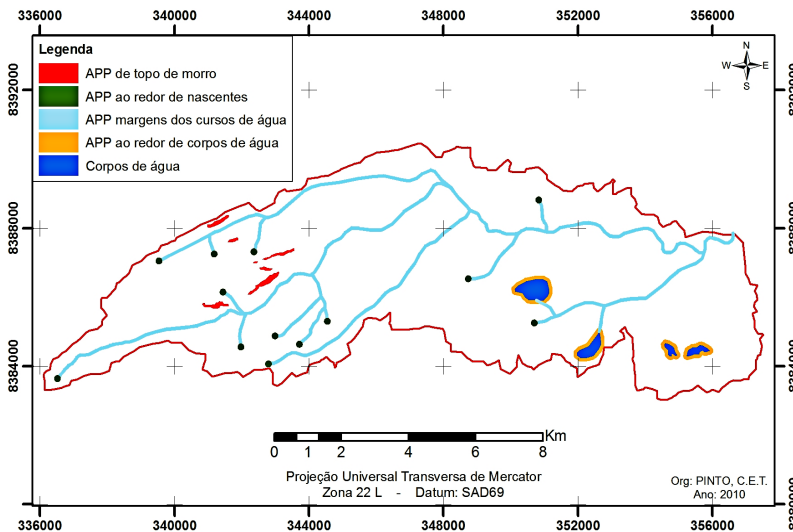 336000 340000 344000 348000 352000 356000
Legenda
APP de topo de morro
APP ao redor de nascentes
APP margens dos cursos de água
APP ao redor de corpos de água
Corpos de água
N
W E
S
8392000
8388000 8388000
8384000 8384000
0 1 2 4 6 8 Km
Projeção Universal Transversa de Mercator
Zona 22 L - Datum: SAD69
Org: PINTO, C.E.T.
Ano: 2010
336000 340000 344000 348000 352000 356000